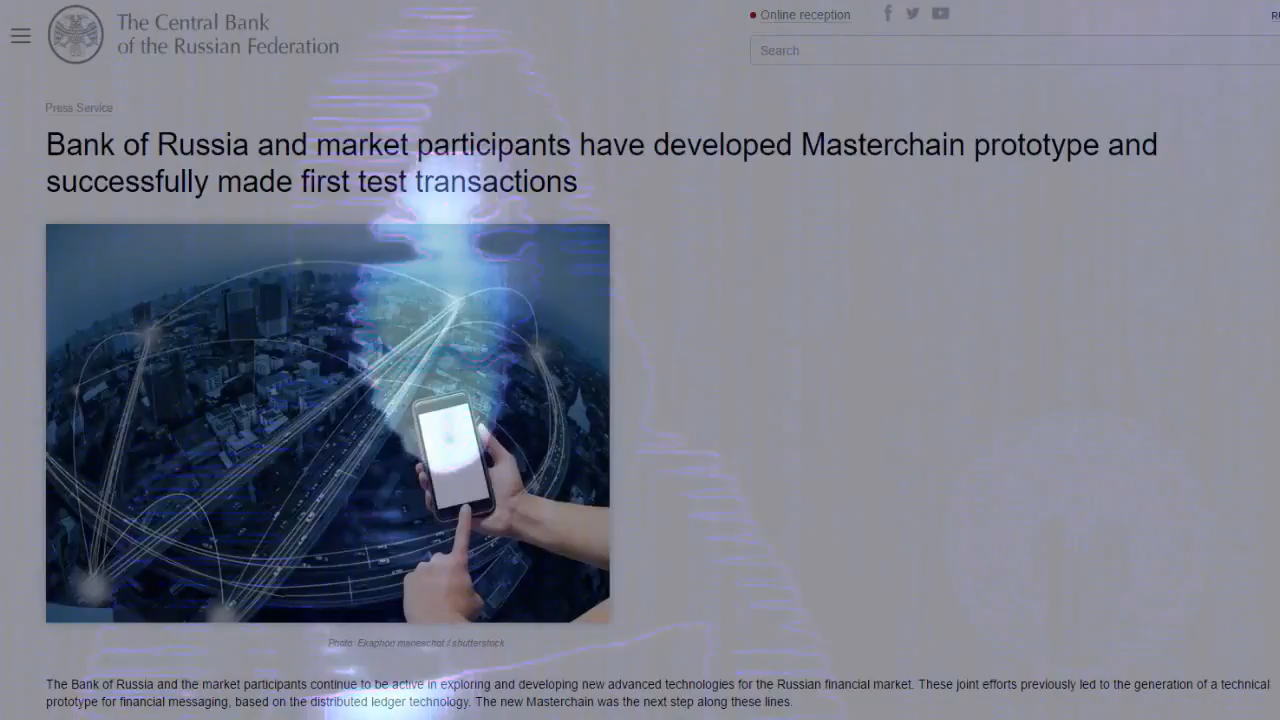 The Central Bank
of the Russian Federation
Online reception
Search
Press Service
Bank of Russia and market participants have developed Masterchain prototype and
successfully made first test transactions
Photo: Ekaphon maneechot / shutterstock
The Bank of Russia and the market participants continue to be active in exploring and developing new advanced technologies for the Russian financial market. These joint efforts previously led to the generation of a technical
prototype for financial messaging, based on the distributed ledger technology. The new Masterchain was the next step along these lines.